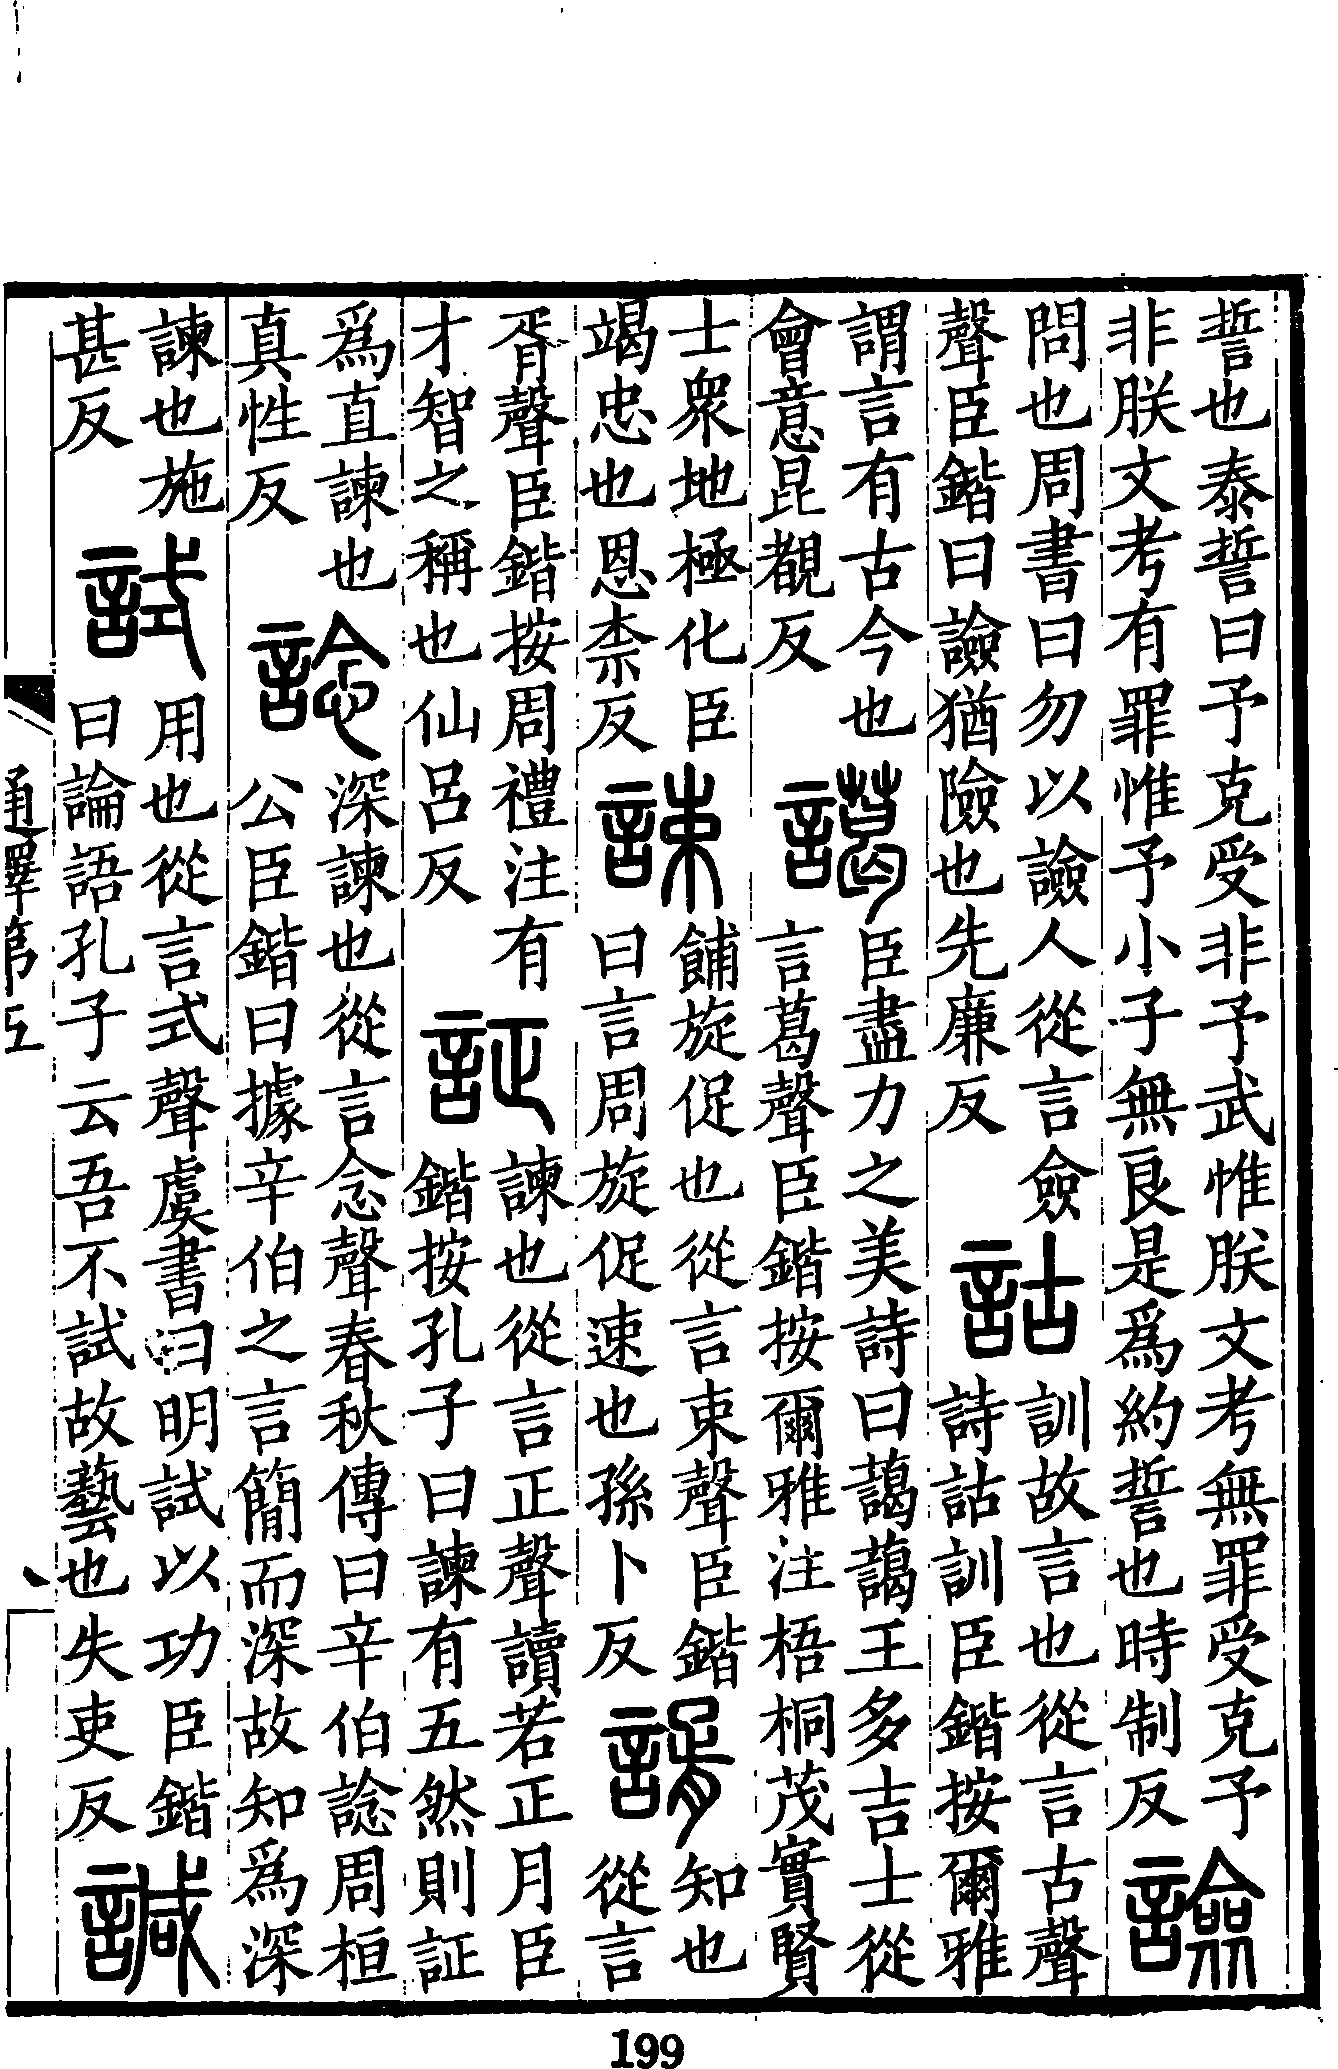 誓也泰誓曰予克受非予武惟朕文考無罪受克予
非朕文考有罪惟予小子無良是爲約誓也時制反
譣
問也周書曰勿以譣人從言僉
聲臣鍇曰譣猶險也先廉反
詁
訓故言也從言古聲
詩詁訓臣鍇按爾雅
謂言有古今也
會意昆覩反
藹
臣盡力之美詩曰藹藹王多吉士從
言葛聲臣鍇按爾雅注梧桐茂實賢
士衆地極化臣
竭忠也恩柰反
誎
餔旋促也從言束聲臣鍇
曰言周旋促速也孫卜反
諝
知也
從言
胥聲臣鍇按周禮注有
才智之稱也仙呂反
証
諫也從言正聲讀若正月臣
鍇按孔子曰諫有五然則証
爲直諫也
真性反
諗
深諫也從言念聲春秋傳曰辛伯諗周桓
公臣鍇曰據辛伯之言簡而深故知爲深
諫也施
甚反
試
用也從言式聲虞書曰明試以功臣鍇
曰論語孔子云吾不試故藝也失吏反
諴
通釋第五
199